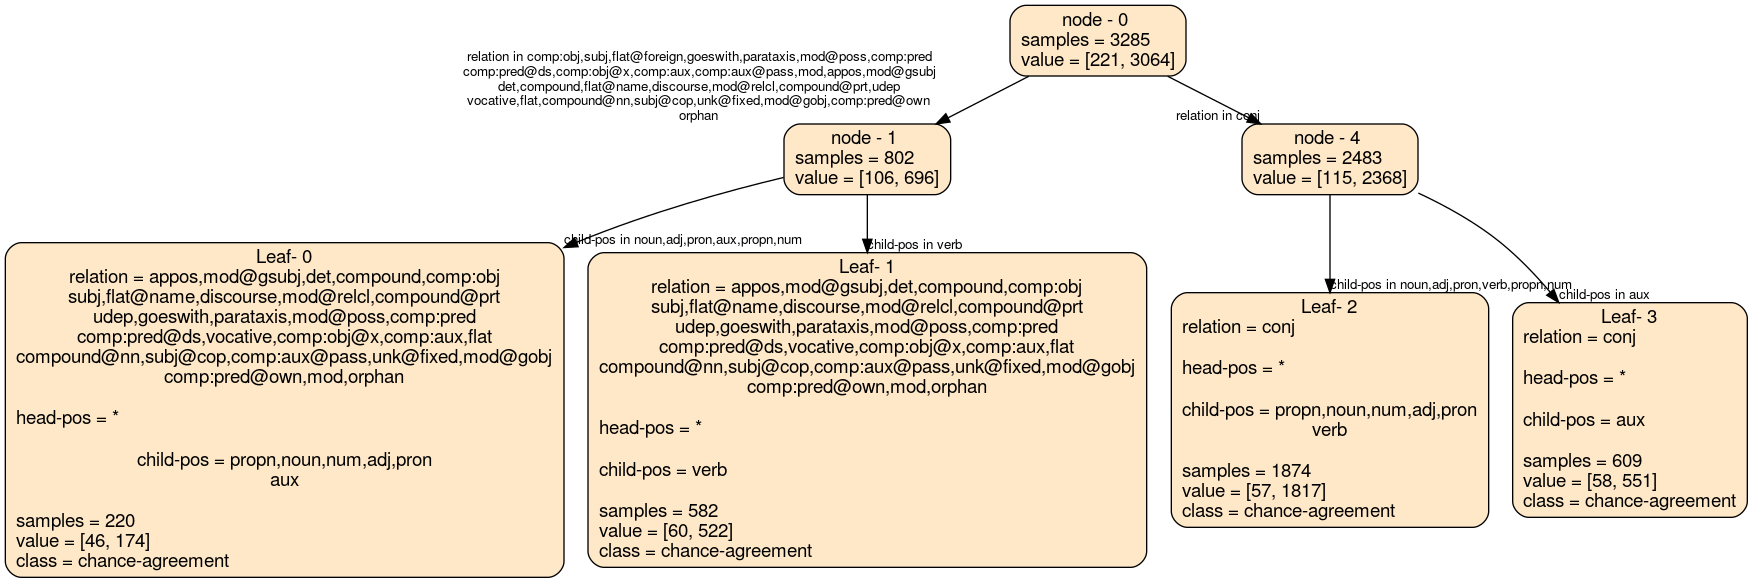 node - 0
samples = 3285
value = [221, 3064]
relation in comp:obj,subj,flat@foreign,goeswith,parataxis,mod@poss,comp:pred
comp:pred@ds,comp:obj@x,comp:aux,comp:aux@pass,mod,appos,mod@gsubj
det,compound,flat@name,discourse,mod@relcl,compound@prt,udep
vocative,flat,compound@nn,subj@cop,unk@fixed,mod@gobj,comp:pred@own
orphan
relation in conj
node - 1
samples = 802
value = [106, 696]
node - 4
samples = 2483
value = [115, 2368]
child-pos in noun,adj,pron,aux,propn,num
child-pos in verb
child-pos in noun,adj,pron,verb,propn,num
child-pos in aux
Leaf- 0
relation = appos,mod@gsubj,det,compound,comp:obj
subj,flat@name,discourse,mod@relcl,compound@prt
udep,goeswith,parataxis,mod@poss,comp:pred
comp:pred@ds,vocative,comp:obj@x,comp:aux,flat
compound@nn,subj@cop,comp:aux@pass,unk@fixed,mod@gobj
comp:pred@own,mod,orphan
head-pos = *
child-pos = propn,noun,num,adj,pron
aux
samples = 220
value = [46, 174]
class = chance-agreement
Leaf- 1
relation = appos,mod@gsubj,det,compound,comp:obj
subj,flat@name,discourse,mod@relcl,compound@prt
udep,goeswith,parataxis,mod@poss,comp:pred
comp:pred@ds,vocative,comp:obj@x,comp:aux,flat
compound@nn,subj@cop,comp:aux@pass,unk@fixed,mod@gobj
comp:pred@own,mod,orphan
head-pos = *
child-pos = verb
samples = 582
value = [60, 522]
class = chance-agreement
Leaf- 2
relation = conj
head-pos = *
child-pos = propn,noun,num,adj,pron
verb
samples = 1874
value = [57, 1817]
class = chance-agreement
Leaf- 3
relation = conj
head-pos = *
child-pos = aux
samples = 609
value = [58, 551]
class = chance-agreement